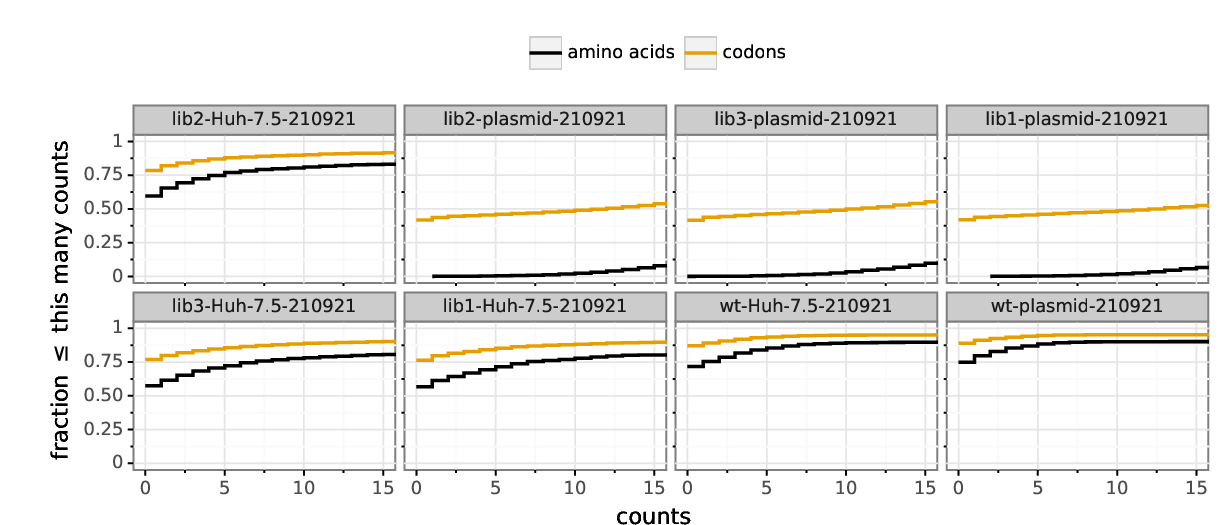 amino acids codons
lib2-Huh-7.5-210921 lib2-plasmid-210921 lib3-plasmid-210921 lib1-plasmid-210921
1
0.75
0.50
0.25
0
lib3-Huh-7.5-210921 lib1-Huh-7.5-210921 wt-Huh-7.5-210921 wt-plasmid-210921
1
0.75
0.50
0.25
0
0 5 10 15 0 5 10 15 0 5 10 15 0 5 10 15
counts
fraction ≤ this many counts